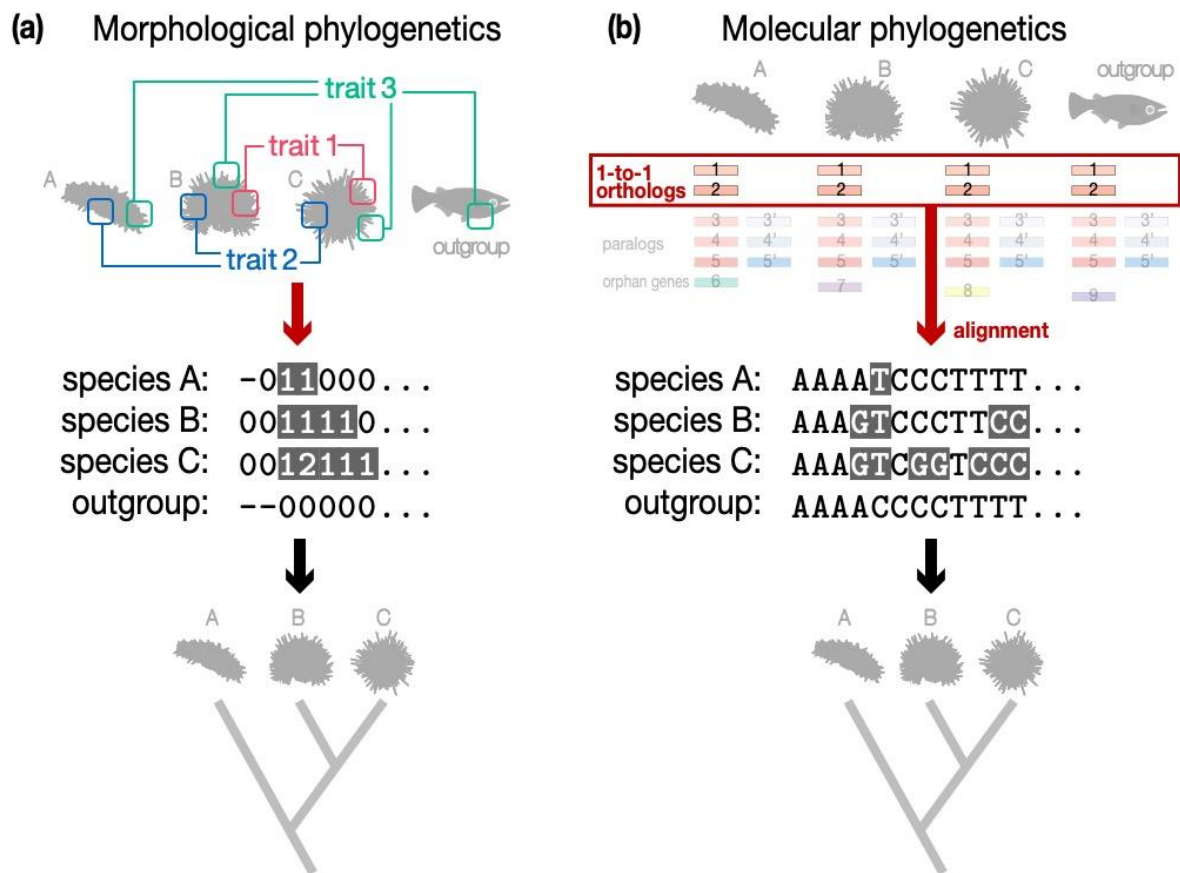 (a) Morphological phylogenetics
trait 3
trait 1
A
B
C
outgroup
trait 2
species A: -011000...
species B: 0011110...
species C: 0012111...
outgroup: --00000...
A B C
(b) Molecular phylogenetics
A B C outgroup
1-to-1 orthologs
1 1 1 1
2 2 2 2
3 3' 3 3' 3 3' 3 3'
paralogs 4 4' 4 4' 4 4' 4 4'
5 5' 5 5' 5 5' 5 5'
orphan genes 6 7 8 9
alignment
species A: AAAATCCCTTTT...
species B: AAAGTCCCTTCC...
species C: AAAGTCGGTCCC...
outgroup: AAAACCCCTTTT...
A B C